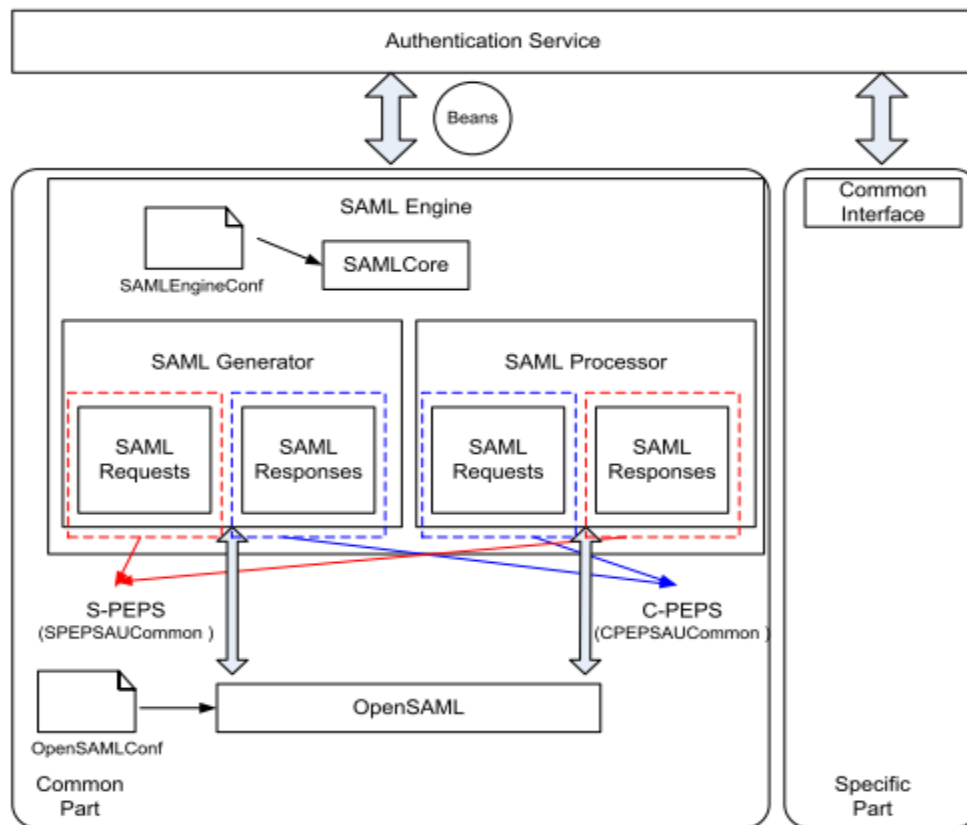 Authentication Service
Beans
SAML Engine
SAMLEngineConf
SAMLCore
Common
Interface
SAML Generator
SAML Processor
SAML
Requests
SAML
Responses
SAML
Requests
SAML
Responses
S-PEPS
(SPEPSAUCommon )
C-PEPS
(CPEPSAUCommon )
OpenSAML
OpenSAMLConf
Common
Part
Specific
Part